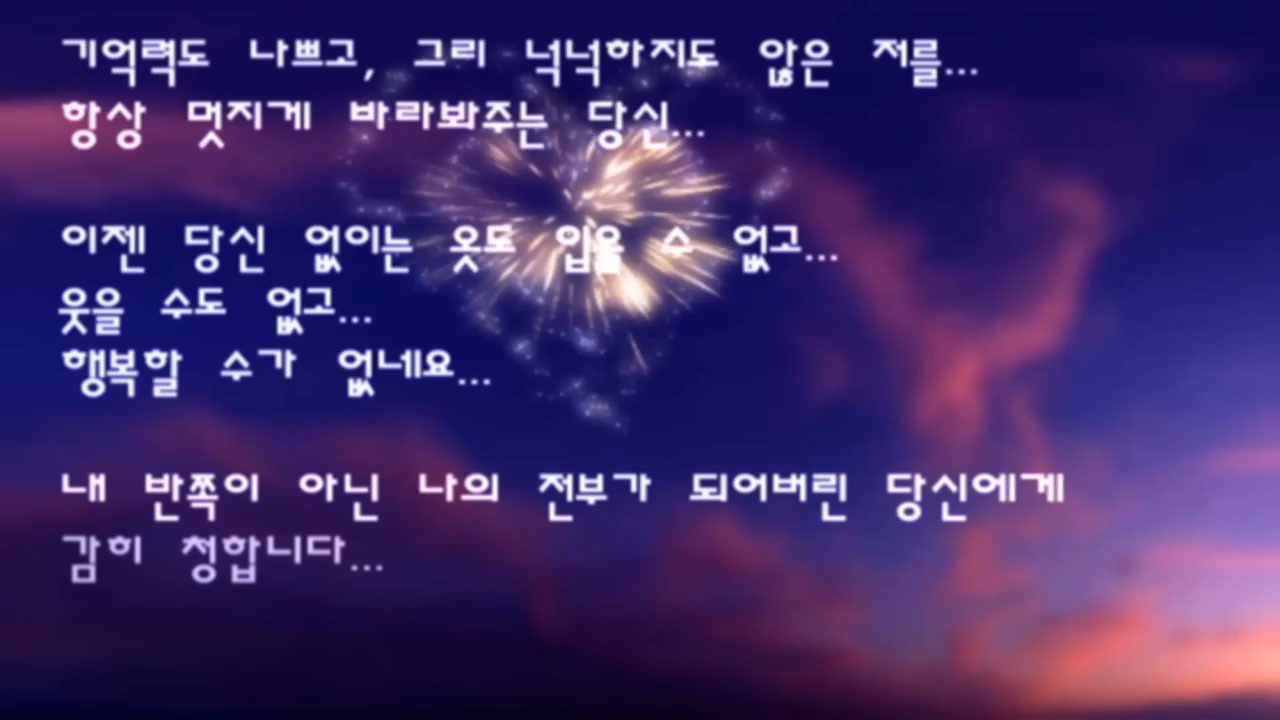 기억력도 나쁘고, 그리 넉넉하지도 않은 저를...
항상 멋지게 바라봐주는 당신...
이젠 당신 없이는 옷도 입을 수 없고...
웃을 수도 없고...
행복할 수가 없네요...
내 반쪽이 아닌 나의 전부가 되어버린 당신에게
감히 청합니다...